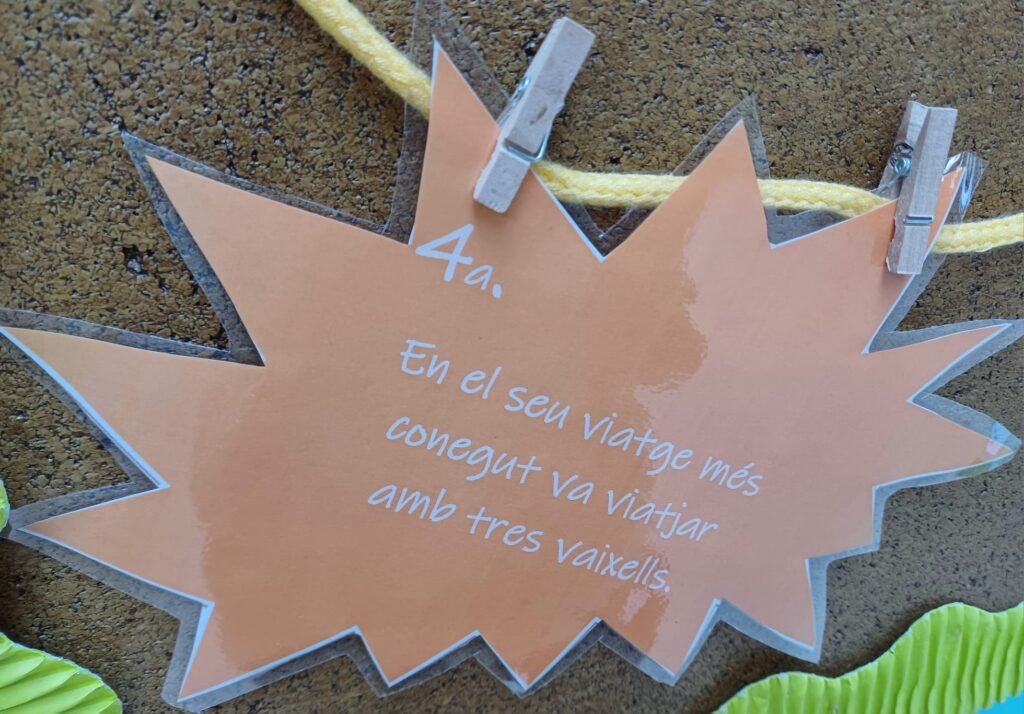 4a.
En el seu viatge més
conegut va viatjar
amb tres vaixells.